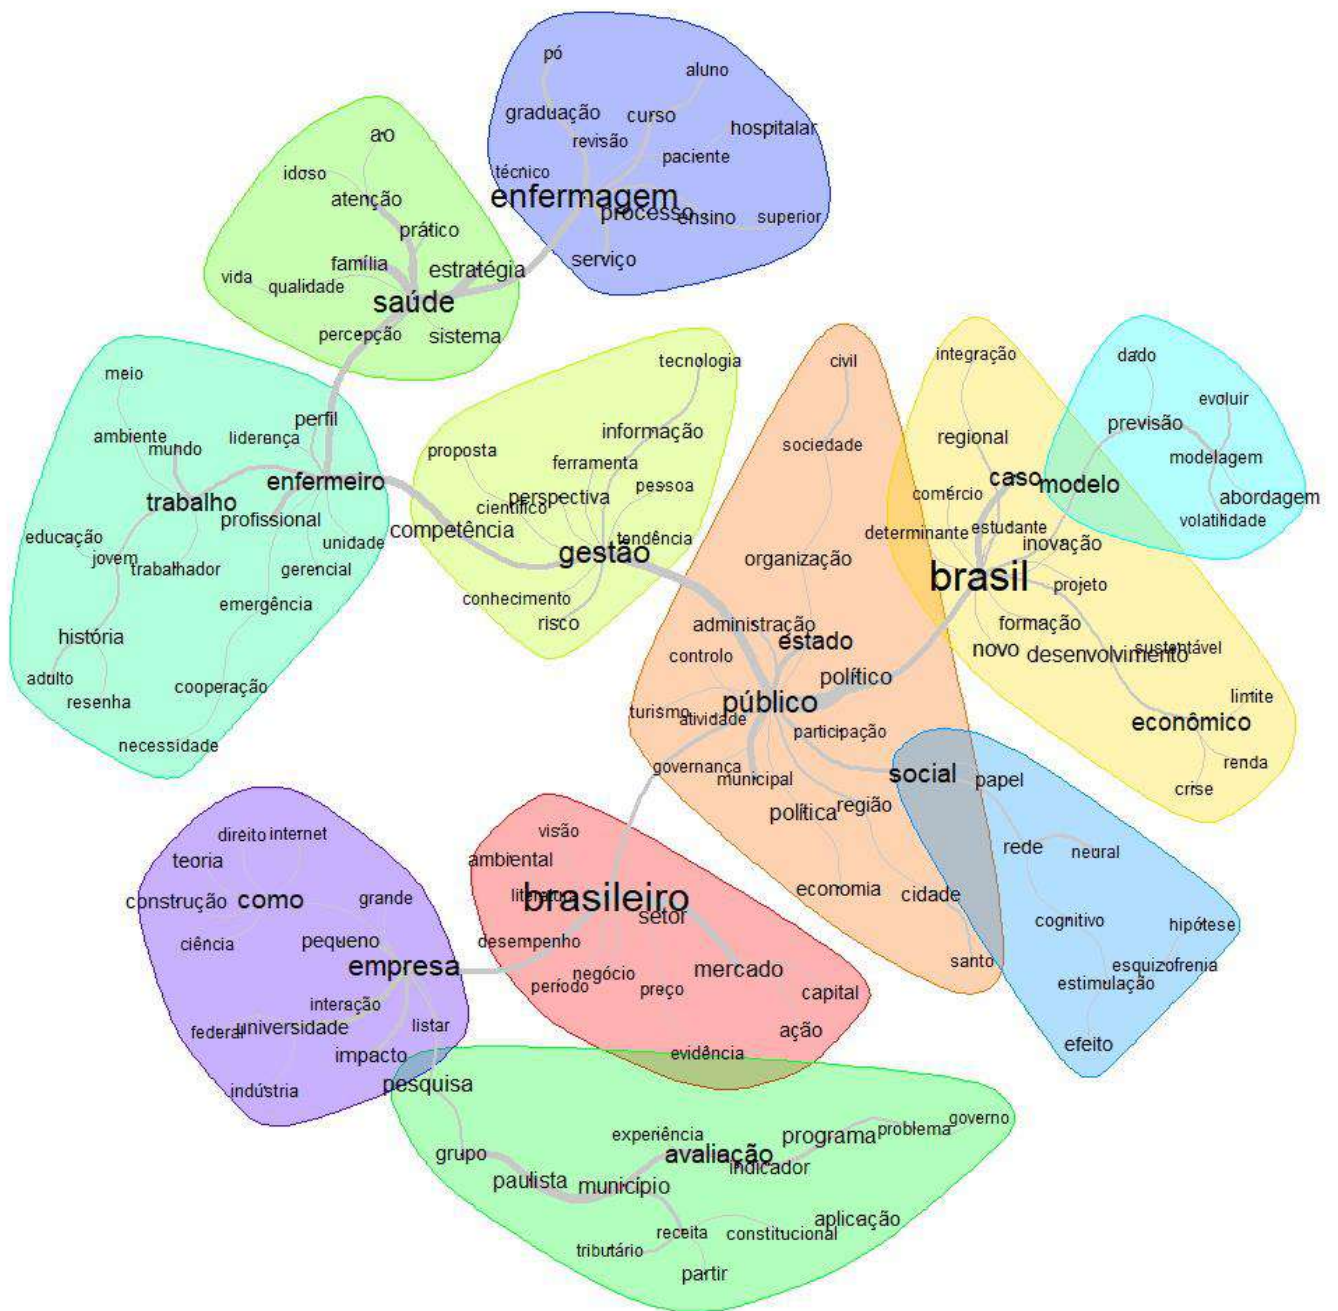 pó
aluno
graduação
curso
hospitalar
revisão
paciente
técnico
enfermagem
processo
ensino
superior
serviço
ao
idoso
atenção
prático
família
estratégia
vida
qualidade
saúde
percepção
sistema
meio
perfil
ambiente
liderança
mundo
enfermeiro
trabalho
profissional
educação
unidade
jovem
trabalhador
gerencial
emergência
história
adulto
cooperação
resenha
necessidade
tecnologia
informação
proposta
ferramenta
pessoa
perspectiva
científico
competência
tendência
gestão
conhecimento
risco
civil
sociedade
organização
administração
estado
controlo
político
público
turismo
atividade
participação
governança
municipal
social
política
região
economia
cidade
santo
integração
regional
caso
modelo
comércio
determinante
estudante
inovação
brasil
projeto
formação
novo
desenvolvimento
sustentável
limite
econômico
renda
crise
dado
evoluir
previsão
modelagem
abordagem
volatilidade
papel
rede
neural
cognitivo
hipótese
esquizofrenia
estimulação
efeito
direito
internet
teoria
construção
como
grande
ciência
pequeno
empresa
interação
federal
universidade
listar
impacto
indústria
pesquisa
visão
ambiental
literatura
brasileiro
setor
desempenho
negócio
mercado
período
preço
capital
ação
evidência
experiência
programa
problema
governo
grupo
avaliação
indicador
paulista
município
receita
constitucional
aplicação
tributário
partir